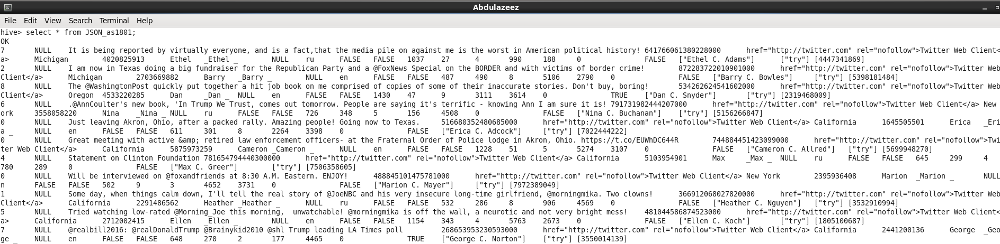 Abdulazeez
File Edit View Search Terminal Help
hive> select * from JSON_as1801;
OK
7 NULL It is being reported by virtually everyone, and is a fact,that the media pile on against me is the worst in American political history! 641766061380228000 href="http://twitter.com" rel="nofollow">Twitter Web Client<
a> Michigan 4020825913 Ethel _Ethel _ NULL ru FALSE FALSE 1037 27 4 990 188 0 FALSE ["Ethel C. Adams"] ["try"] [4447341869]
2 NULL I am now in Texas doing a big fundraiser for the Republican Party and a @FoxNews Special on the BORDER and with victims of border crime! 872283722010901000 href="http://twitter.com" rel="nofollow">Twitter Web
Client</a> Michigan 2703669882 Barry _Barry _ NULL en FALSE FALSE 487 490 8 5106 2790 0 FALSE ["Barry C. Bowles"] ["try"] [5398181484]
8 NULL The @WashingtonPost quickly put together a hit job book on me comprised of copies of some of their inaccurate stories. Don't buy, boring! 534262624541602000 href="http://twitter.com" rel="nofollow">Twitter Web
Client</a> Oregon 4533220285 Dan _Dan _ NULL en FALSE FALSE 1430 47 9 3111 3614 0 TRUE ["Dan C. Snyder"] ["try"] [2319468009]
6 NULL .@AnnCoulter's new book, 'In Trump We Trust, comes out tomorrow. People are saying it's terrific - knowing Ann I am sure it is! 791731982444207000 href="http://twitter.com" rel="nofollow">Twitter Web Client</a> New
ork 3558058220 Nina _Nina _ NULL ru FALSE FALSE 726 348 5 156 4508 0 FALSE ["Nina C. Buchanan"] ["try"] [5156266847]
0 NULL Just leaving Akron, Ohio, after a packed rally. Amazing people! Going now to Texas. 516680352480685000 href="http://twitter.com" rel="nofollow">Twitter Web Client</a> California 1645505501 Erica _Eri
a _ NULL en FALSE FALSE 611 301 8 2264 3398 0 FALSE ["Erica C. Adcock"] ["try"] [7022444222]
0 NULL Great meeting with active &amp; retired law enforcement officers- at the Fraternal Order of Police lodge in Akron, Ohio. https://t.co/EUWhDC644R 744884451423099000 href="http://twitter.com" rel="nofollow">Twi
ter Web Client</a> California 5875973259 Cameron _Cameron _ NULL en FALSE FALSE 1228 51 5 5274 3107 0 FALSE ["Cameron C. Allred"] ["try"] [5699948270]
4 NULL Statement on Clinton Foundation 781654794440300000 href="http://twitter.com" rel="nofollow">Twitter Web Client</a> California 5103954901 Max _Max _ NULL ru FALSE FALSE 645 299 4
780 289 0 FALSE ["Max C. Greer"] ["try"] [7506358605]
0 NULL Will be interviewed on @foxandfriends at 8:30 A.M. Eastern. ENJOY! 488845101475781000 href="http://twitter.com" rel="nofollow">Twitter Web Client</a> New York 2395936408 Marion _Marion _ NULL
n FALSE FALSE 502 9 3 4652 3731 0 FALSE ["Marion C. Mayer"] ["try"] [7972389049]
1 NULL Some day, when things calm down, I'll tell the real story of @JoeNBC and his very insecure long-time girlfriend, @morningmika. Two clowns! 366912068027820000 href="http://twitter.com" rel="nofollow">Twitter Web
Client</a> California 2291486562 Heather _Heather _ NULL ru FALSE FALSE 532 286 8 906 4569 0 FALSE ["Heather C. Nguyen"] ["try"] [3532910994]
5 NULL Tried watching low-rated @Morning_Joe this morning, unwatchable! @morningmika is off the wall, a neurotic and not very bright mess! 481044586874523000 href="http://twitter.com" rel="nofollow">Twitter Web Client<
a> California 2712002415 Ellen _Ellen _ NULL en FALSE FALSE 1154 343 4 5763 2673 0 FALSE ["Ellen C. Koch"] ["try"] [1805100687]
7 NULL @realbill2016: @realDonaldTrump @Brainykid2010 @shl Trump leading LA Times poll 268653953230593000 href="http://twitter.com" rel="nofollow">Twitter Web Client</a> California 2441200136 George _Geo
ge _ NULL en FALSE FALSE 648 270 2 177 4465 0 TRUE ["George C. Norton"] ["try"] [3550014139]